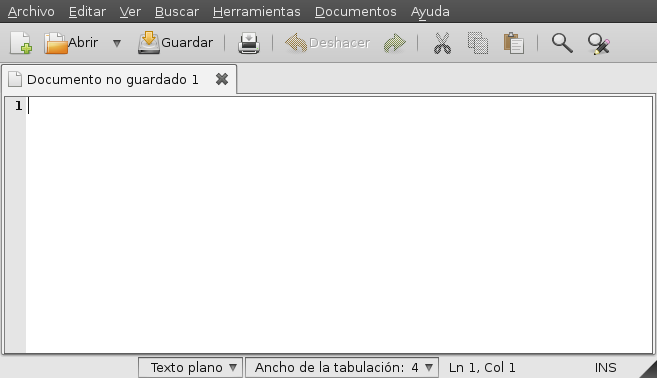 Archivo Editar Ver Buscar Herramientas Documentos Ayuda
Abrir Guardar Deshacer
Documento no guardado 1
1
Texto plano Ancho de la tabulación: 4 Ln 1, Col 1 INS